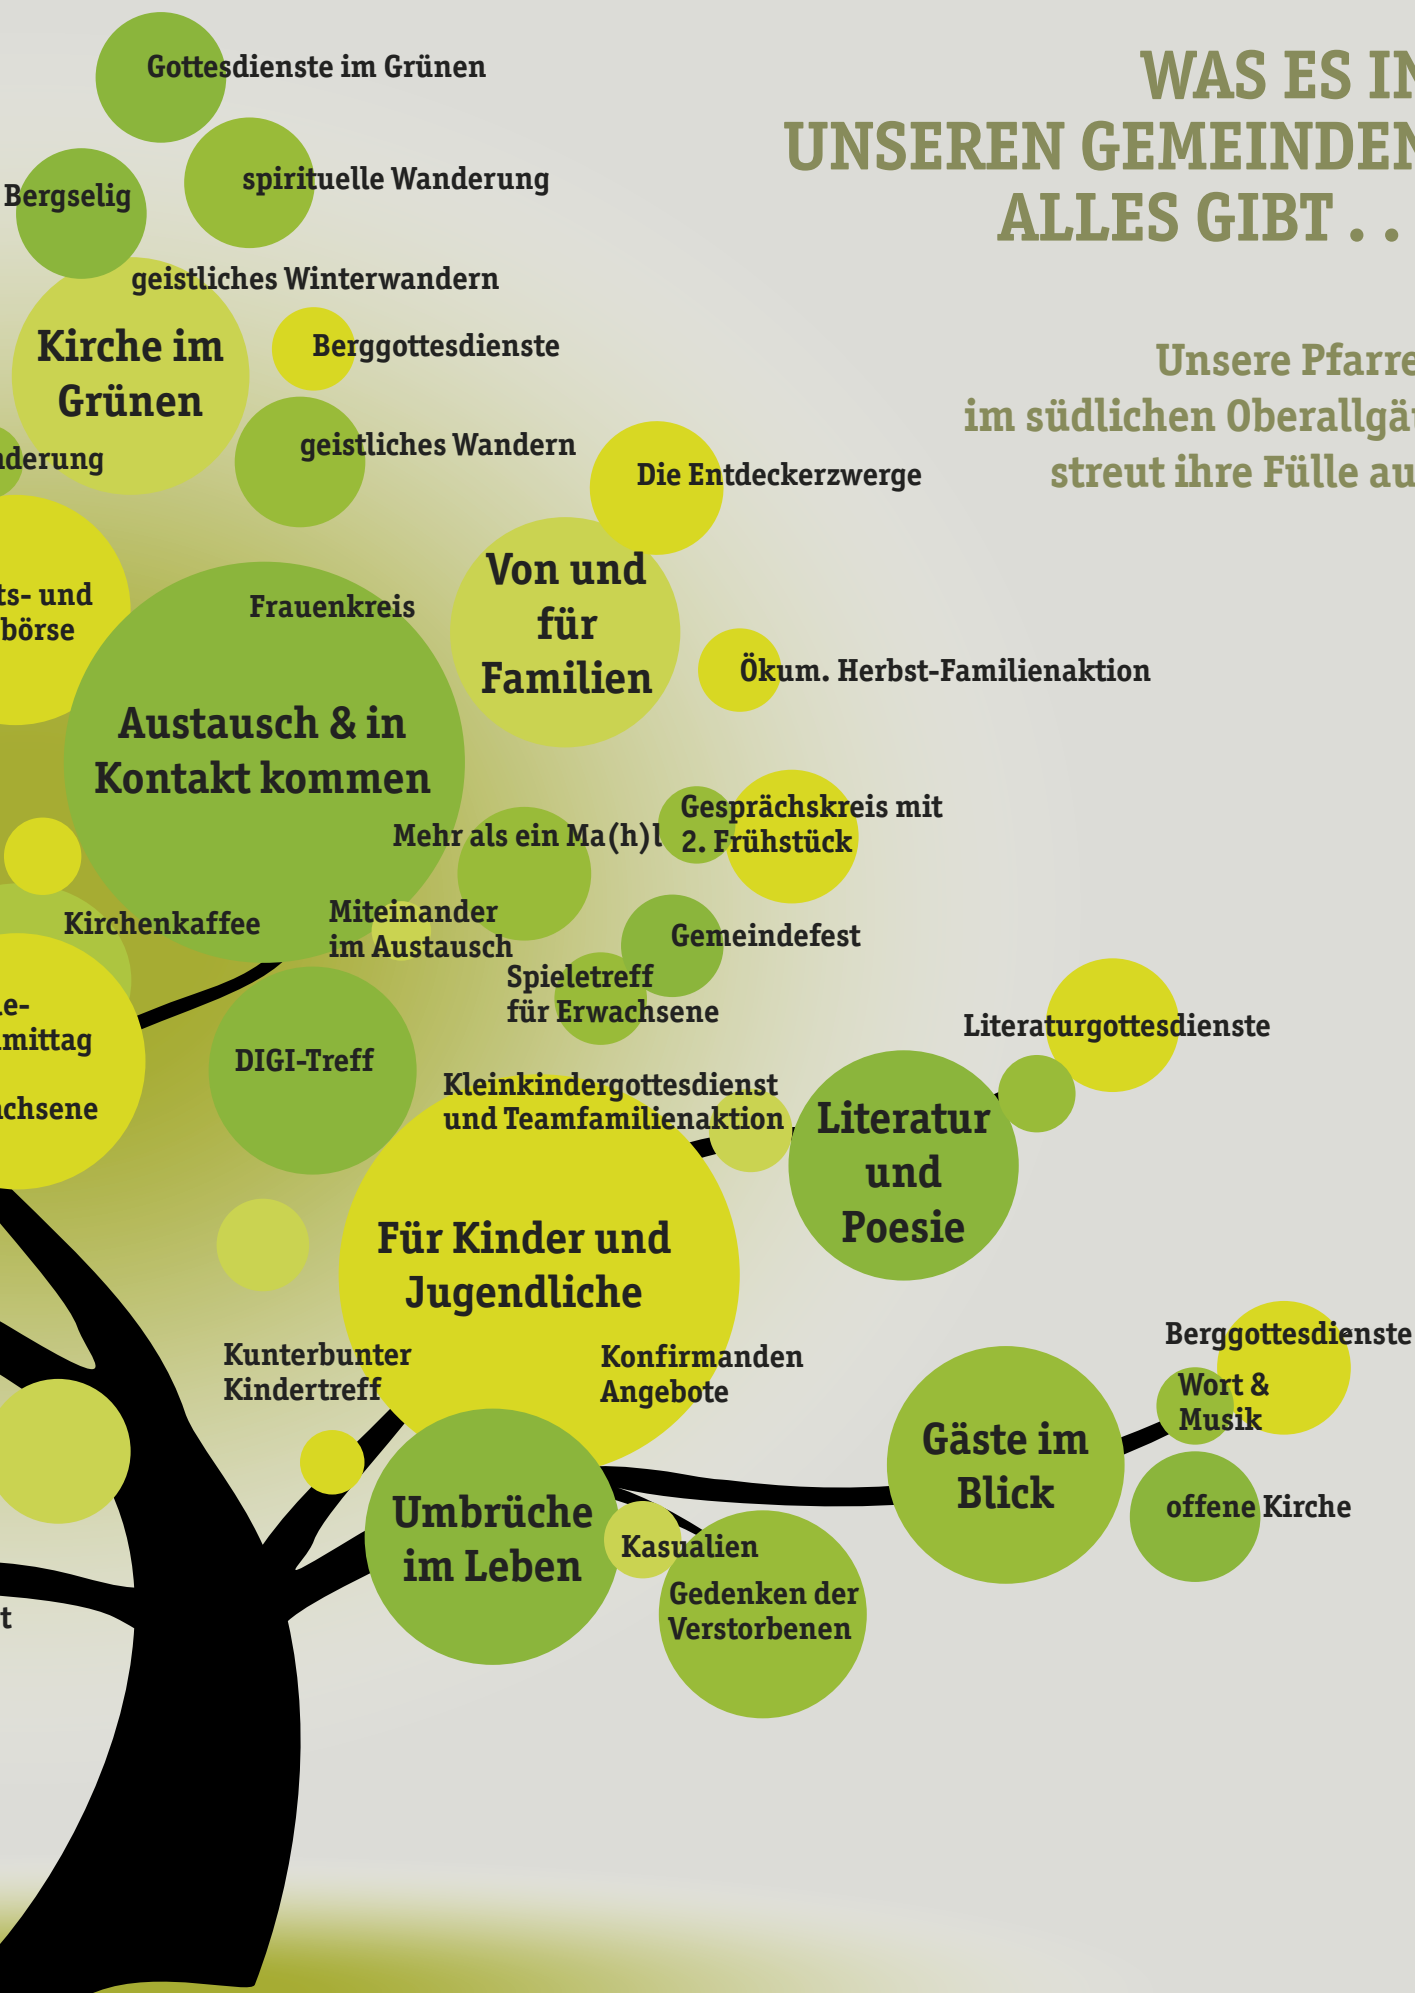 WAS ES IN
UNSEREN GEMEINDEN
ALLES GIBT . .
im südlichen
streut ihre Fülle
Unsere
Gottesdienste im Grünen
spirituelle Wanderung
Bergselig
geistliches Winterwandern
Kirche im
Grünen
Berggottesdienste
geistliches Wandern
Die Entdeckerzwerge
Von und
für
Familien
- und
Frauenkreis
Ökum. Herbst-Familienaktion
Austausch & in
Kontakt kommen
Mehr als ein Ma(h)l
Gesprächskreis mit
2. Frühstück
Kirchenkaffee
Miteinander
im Austausch
Gemeindefest
Spieletreff
für Erwachsene
DIGI-Treff
Literaturgottesdienste
Kleinkindergottesdienst
und Teamfamilienaktion
Literatur
und
Poesie
Für Kinder und
Jugendliche
Kunterbunter
Kindertreff
Konfirmanden
Angebote
Berggottesdienste
Wort &
Musik
Gäste im
Blick
offene Kirche
Umbrüche
im Leben
Kasualien
Gedenken der
Verstorbenen